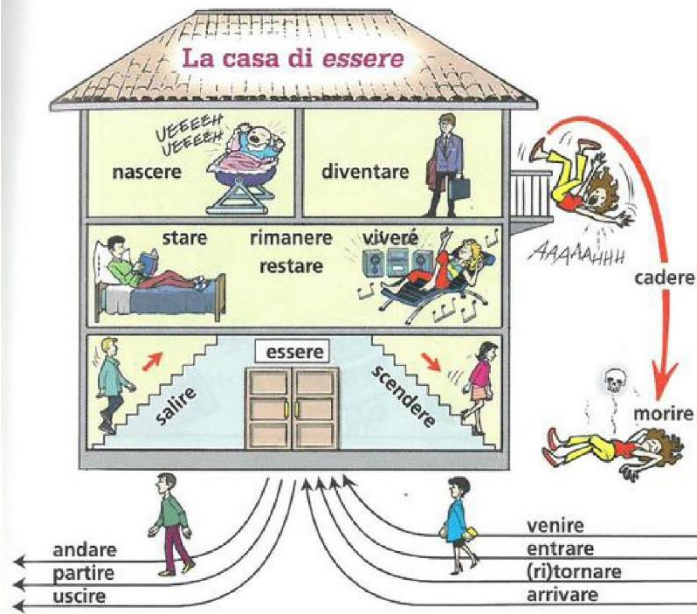 La casa di essere
UEEEEH
UEEEEH
nascere
diventare
AAAAAHHH
stare rimanere vivere
restare
cadere
essere
salire
scendere
morire
andare
partire
uscire
venire
entrare
(ri)tornare
arrivare